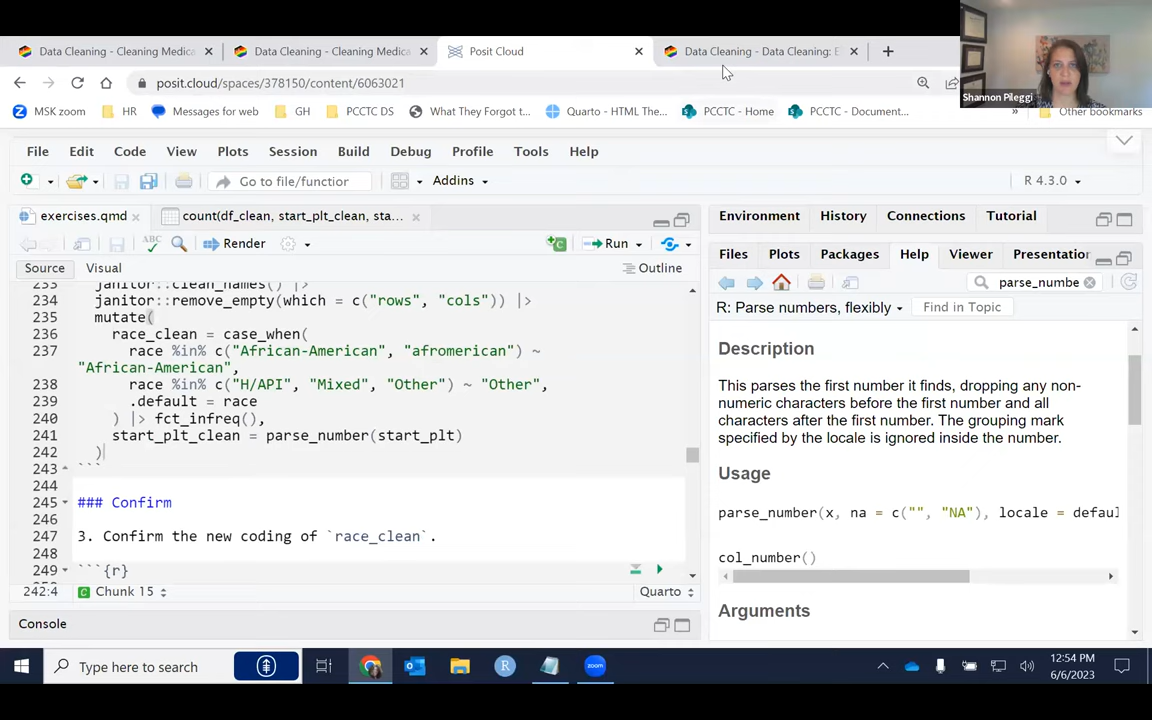 Data Cleaning - Cleaning Medica
Data Cleaning - Cleaning Medica
Posit Cloud
Data Cleaning - Data Cleaning: E
posit.cloud/spaces/378150/content/6063021
MSK zoom
HR
Messages for web
GH
PCCTC DS
What They Forgot t...
Quarto - HTML The...
PCCTC - Home
PCCTC - Document...
»
Other bookmarks
Shannon Pileggi
File Edit Code View Plots Session Build Debug Profile Tools Help
Go to file/functior
Addins
R 4.3.0
exercises.qmd
count(df_clean, start_plt_clean, sta...
ABC
Render
Run
Source
Visual
Outline
233 janitor::clean_names() |>
234 janitor::remove_empty(which = c("rows", "cols")) |>
235 mutate(
236 race_clean = case_when(
237 race %in% c("African-American", "afromerican") ~
"African-American",
238 race %in% c("H/API", "Mixed", "Other") ~ "Other",
239 .default = race
240 ) |> fct_infreq(),
241 start_plt_clean = parse_number(start_plt)
242 )
243 ```
244
245 ### Confirm
246
247 3. Confirm the new coding of `race_clean`.
248
249 ```{r}
242:4
Chunk 15
Quarto
Console
Environment
History
Connections
Tutorial
Files
Plots
Packages
Help
Viewer
Presentatior
parse_numbe
R: Parse numbers, flexibly
Find in Topic
Description
This parses the first number it finds, dropping any non-
numeric characters before the first number and all
characters after the first number. The grouping mark
specified by the locale is ignored inside the number.
Usage
parse_number(x, na = c("", "NA"), locale = defaul
col_number()
Arguments
Type here to search
R
zoom
12:54 PM
6/6/2023